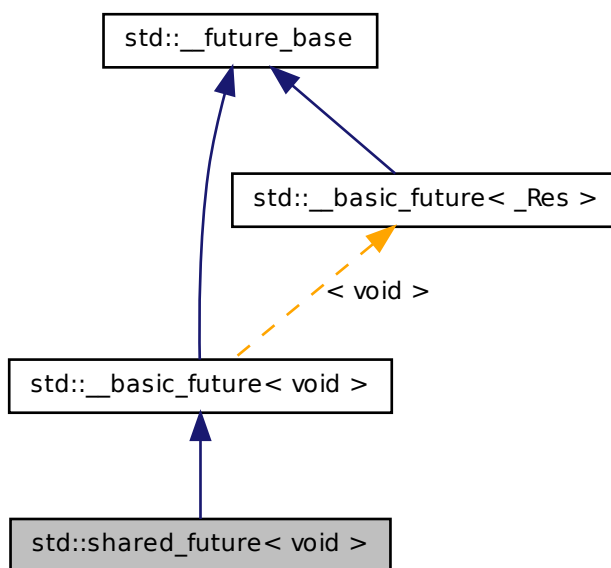 std::__future_base
std::__basic_future< _Res >
< void >
std::__basic_future< void >
std::shared_future< void >